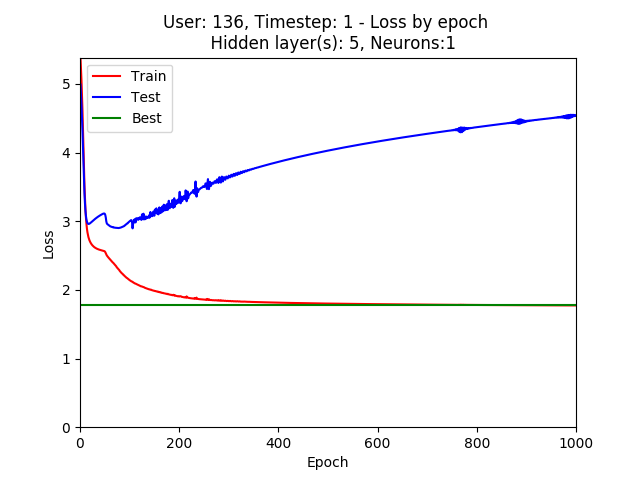 User: 136, Timestep: 1 - Loss by epoch
Hidden layer(s): 5, Neurons:1
Train
Test
Best
Loss
5
4
3
2
1
0
0 200 400 600 800 1000
Epoch